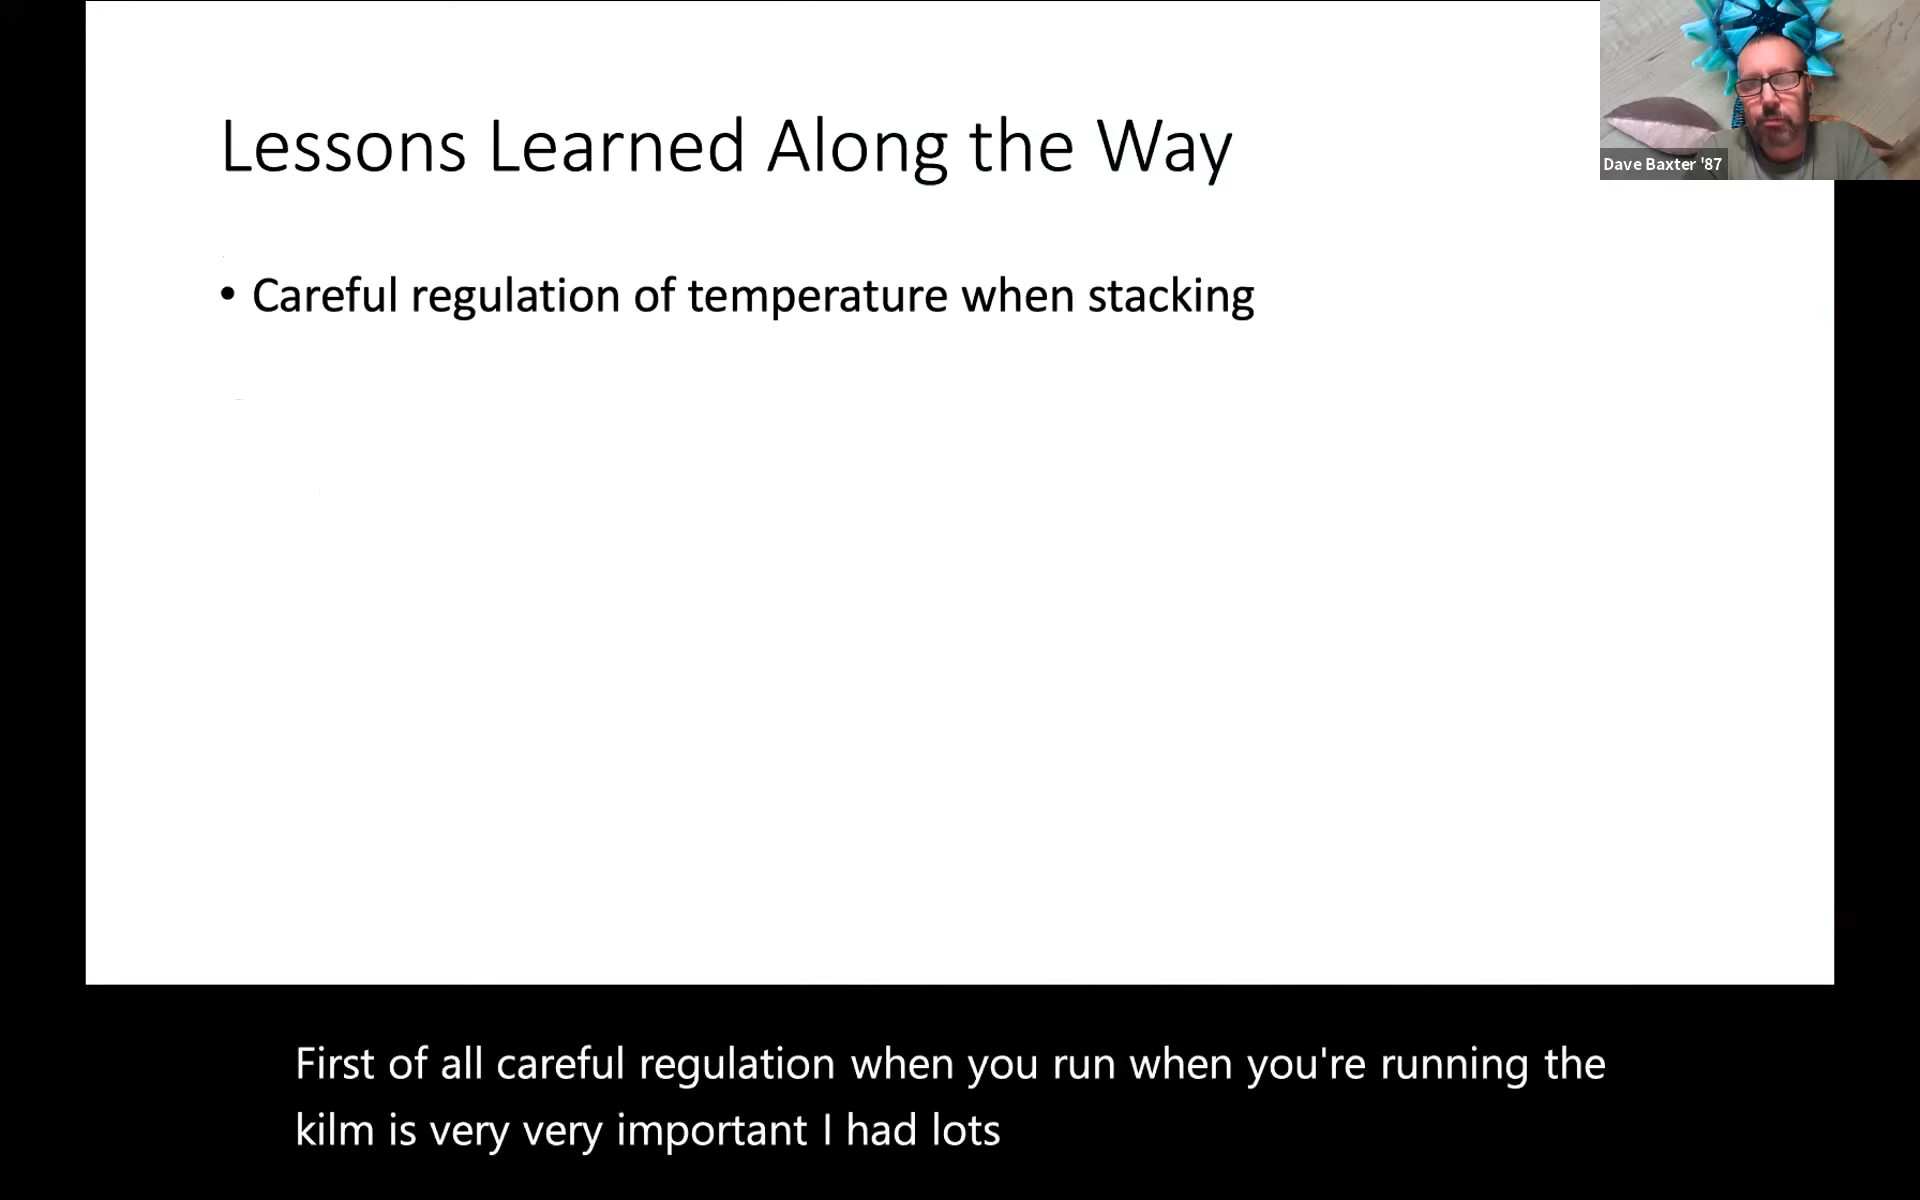 Lessons Learned Along the Way
Dave Baxter '87
• Careful regulation of temperature when stacking
First of all careful regulation when you run when you're running the
kilm is very very important I had lots